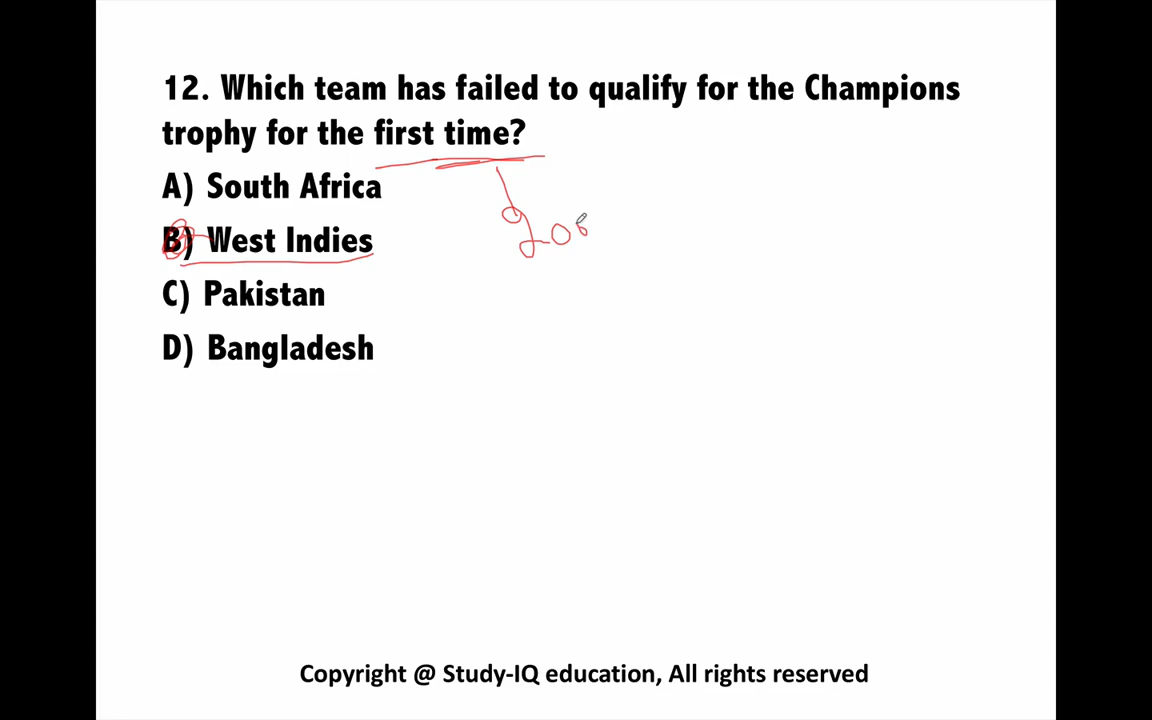 12. Which team has failed to qualify for the Champions
trophy for the first time?
A) South Africa
B) West Indies
C) Pakistan
D) Bangladesh
Copyright @ Study-IQ education, All rights reserved